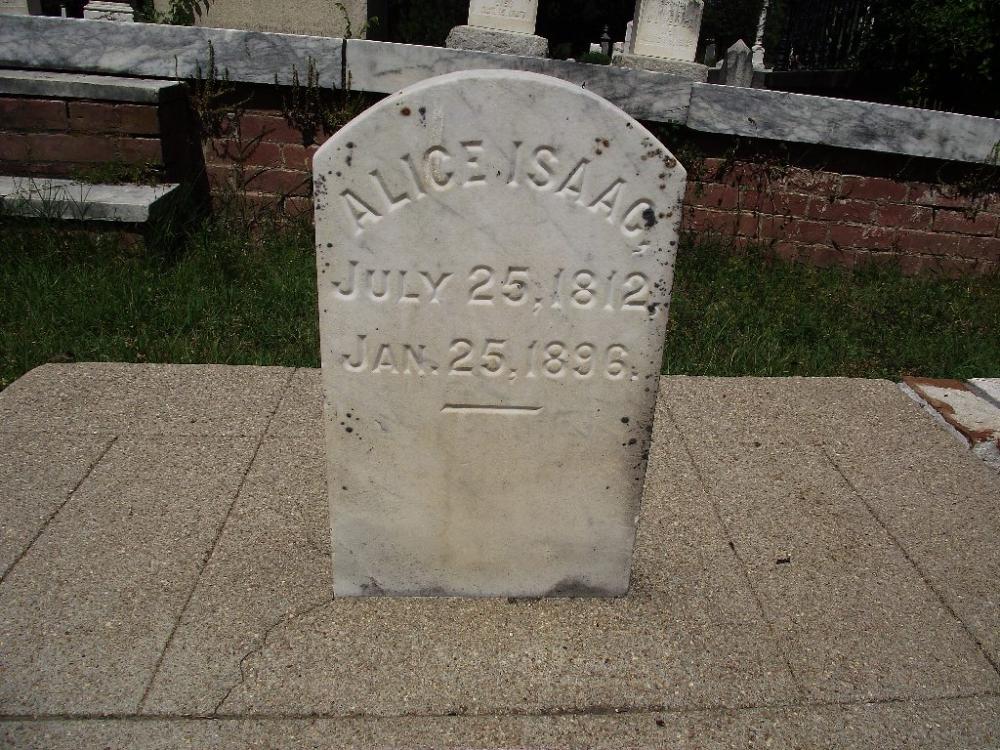 ALICE ISAAC,
JULY 25, 1812.
JAN. 25, 1896.